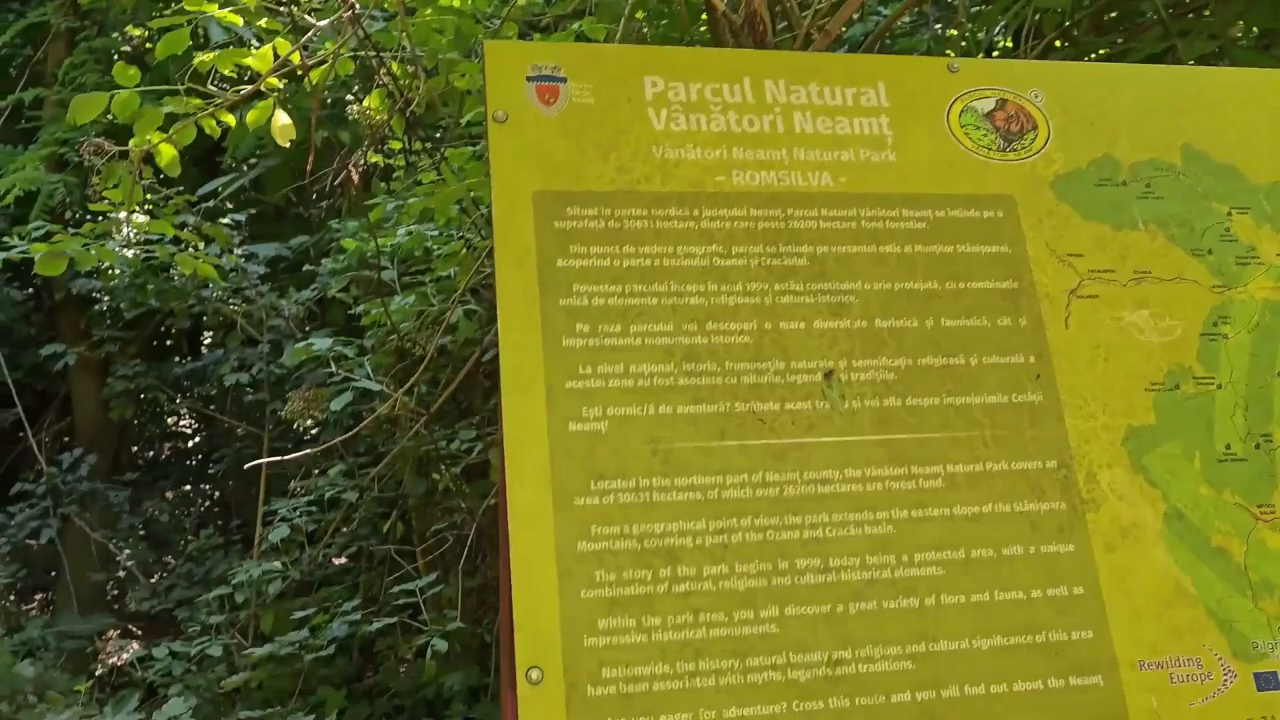 Parcul Natural
Vânători Neamț
Vânători Neamț Natural Park
- ROMSILVA -
Situat în partea nordică a județului Neamț, Parcul Natural Vânători Neamț se întinde pe o
suprafață de 30631 hectare, dintre care peste 26200 hectare fond forestier.
Din punct de vedere geografic, parcul se întinde pe versantul estic al Munților Stânișoarei,
acoperind o parte a bazinului Ozanei și Cracăului.
Povestea parcului începe în anul 1999, astăzi constituind o arie protejată, cu o combinație
unică de elemente naturale, religioase și cultural-istorice.
Pe raza parcului vei descoperi o mare diversitate floristică și faunistică, cât și
impresionante monumente istorice.
La nivel național, istoria, frumusețile naturale și semnificația religioasă și culturală a
acestei zone au fost asociate cu miturile, și tradițiile.
Ești dornic/ă de aventură? Străbate acest și vei afla despre împrejurimile Cetății
Neamț!
Located in the northern part of Neamț county, the Vânători Neamț Natural Park covers an
area of 30631 hectares, of which over 26200 hectares are forest fund.
From a geographical point of view, the park extends on the eastern slope of the Stânișoara
Mountains, covering a part of the Ozana and Cracău basin.
The story of the park begins in 1999, today being a protected area, with a unique
combination of natural, religious and cultural-historical elements.
Within the park area, you will discover a great variety of flora and fauna, as well as
impressive historical monuments.
Nationwide, the history, natural beauty and religious and cultural significance of this area
have been associated with myths, legends and traditions.
you eager for adventure? Cross this route and you will find out about the Neamț
Rewilding
Europe